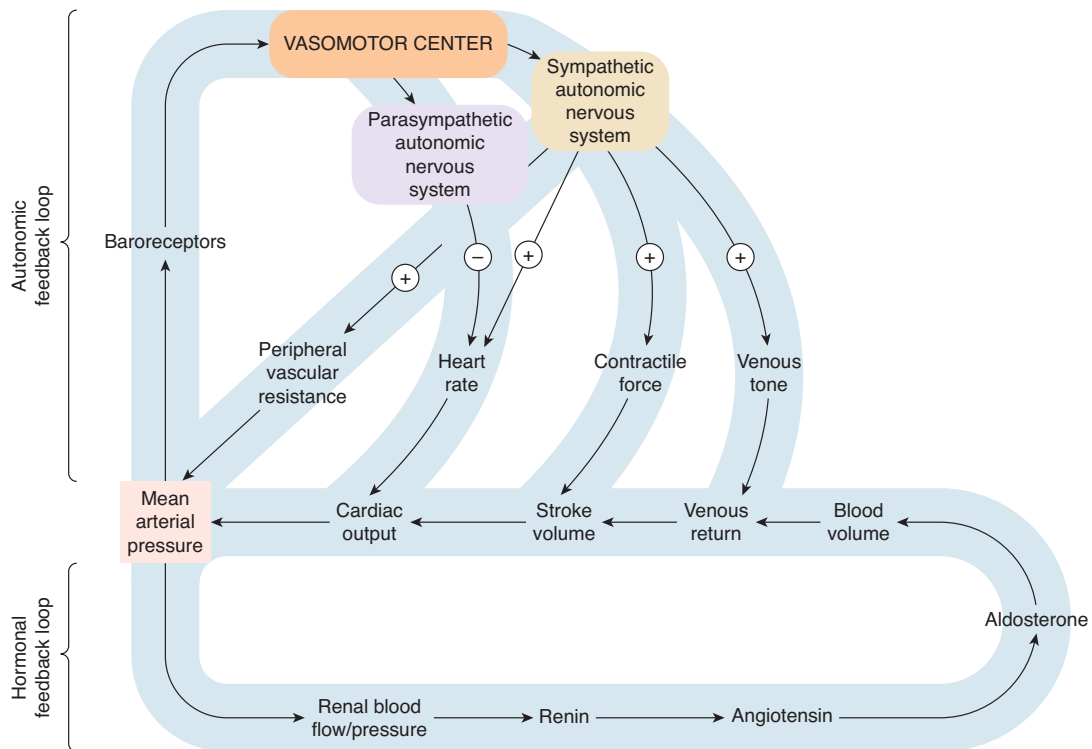 VASOMOTOR CENTER
Sympathetic
autonomic
nervous
system
Parasympathetic
autonomic
nervous
system
Autonomic
feedback loop
Baroreceptors
+
−
+
+
+
Peripheral
vascular
resistance
Heart
rate
Contractile
force
Venous
tone
Mean
arterial
pressure
Cardiac
output
Stroke
volume
Venous
return
Blood
volume
Hormonal
feedback loop
Aldosterone
Renal blood
flow/pressure
Renin
Angiotensin